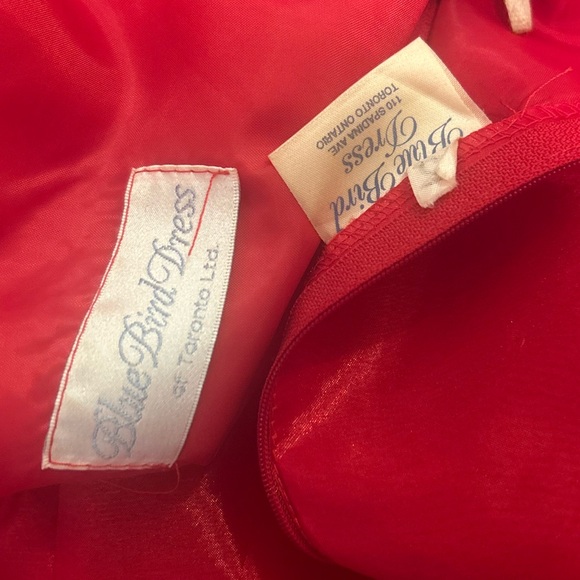 Blue Bird Dress
of Toronto Ltd.
Blue Bird
Dress
110 SPADINA AVE
TORONTO ONTARIO